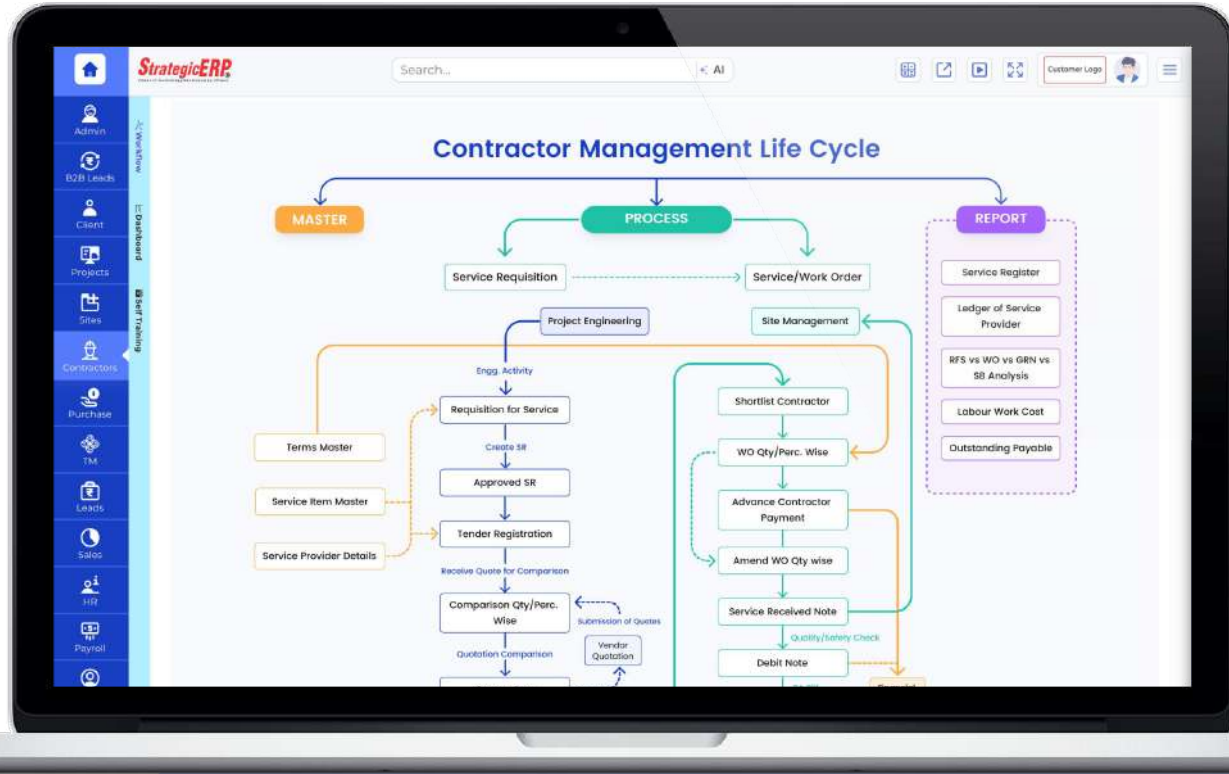 StrategicERP
Search...
AI
Customer Logo
Admin
B2B Leads
Client
Projects
Sites
Contractors
Purchase
TM
Leads
Sales
HR
Payroll
Workflow
Dashboard
Self Training
Contractor Management Life Cycle
MASTER
PROCESS
REPORT
Service Requisition
Service/Work Order
Project Engineering
Site Management
Engg. Activity
Requisition for Service
Create SR
Approved SR
Tender Registration
Receive Quote for Comparison
Comparison Qty/Perc.
Wise
Submission of Quotes
Quotation Comparison
Vendor
Quotation
Terms Master
Service Item Master
Service Provider Details
Shortlist Contractor
WO Qty/Perc. Wise
Advance Contractor
Payment
Amend WO Qty wise
Service Received Note
Quality/Safety Check
Debit Note
Service Register
Ledger of Service
Provider
RFS vs WO vs GRN vs
SB Analysis
Labour Work Cost
Outstanding Payable